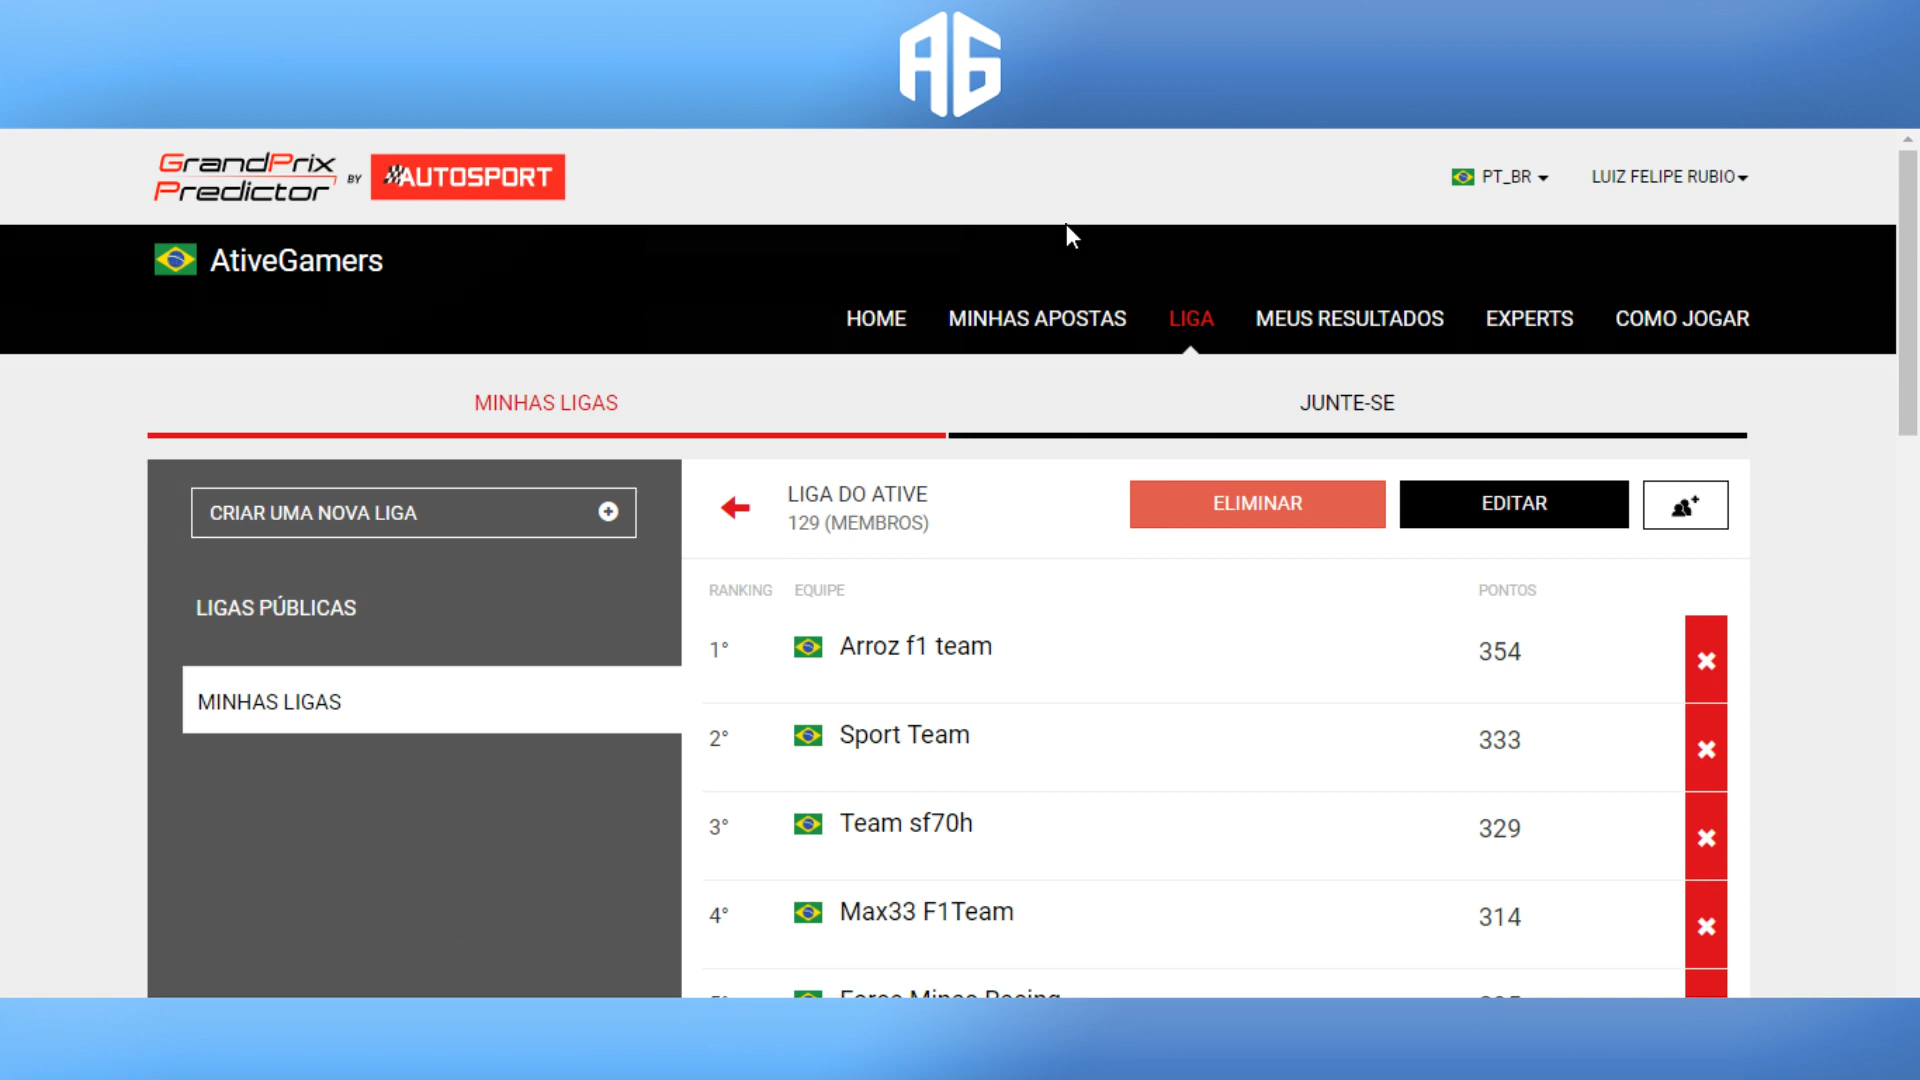 AG
GrandPrix
Predictor BY AUTOSPORT
PT_BR
LUIZ FELIPE RUBIO
AtiveGamers
HOME MINHAS APOSTAS LIGA MEUS RESULTADOS EXPERTS COMO JOGAR
MINHAS LIGAS JUNTE-SE
CRIAR UMA NOVA LIGA
LIGAS PÚBLICAS
MINHAS LIGAS
LIGA DO ATIVE
129 (MEMBROS)
ELIMINAR EDITAR
RANKING EQUIPE PONTOS
1° Arroz f1 team 354
2° Sport Team 333
3° Team sf70h 329
4° Max33 F1Team 314